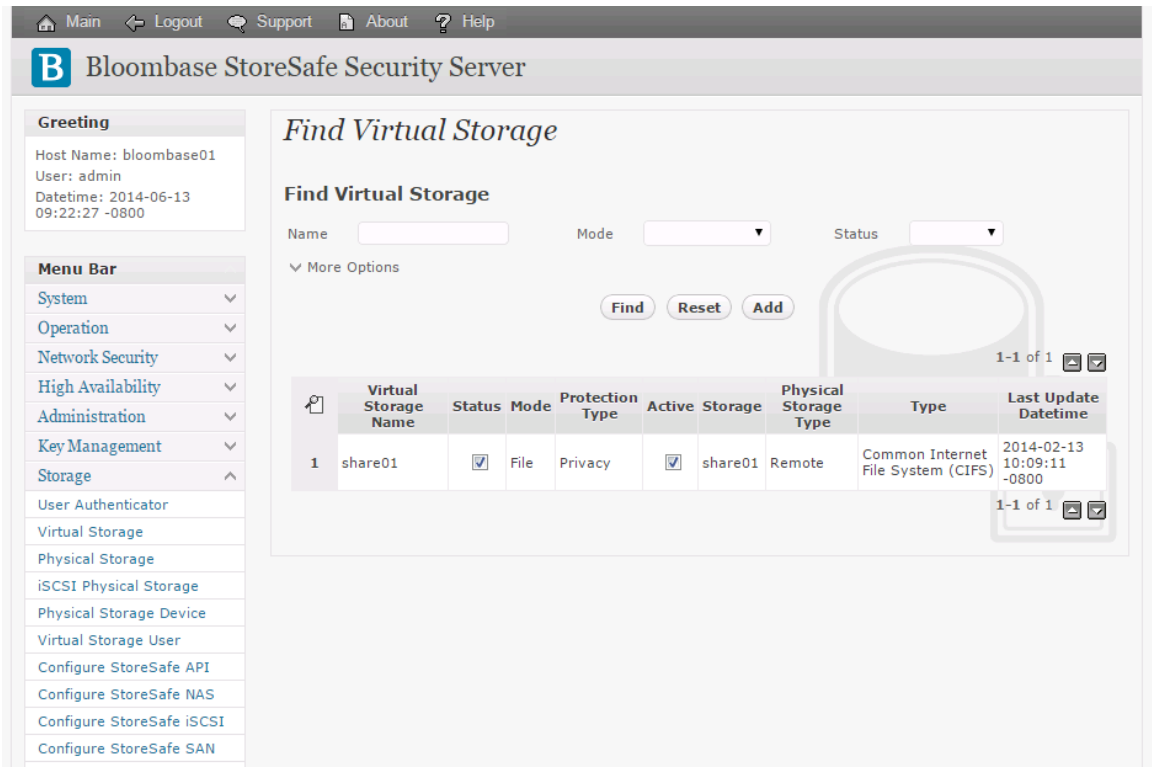 Main Logout Support About Help
B Bloombase StoreSafe Security Server
Greeting
Host Name: bloombase01
User: admin
Datetime: 2014-06-13
09:22:27 -0800
Menu Bar
System
Operation
Network Security
High Availability
Administration
Key Management
Storage
User Authenticator
Virtual Storage
Physical Storage
iSCSI Physical Storage
Physical Storage Device
Virtual Storage User
Configure StoreSafe API
Configure StoreSafe NAS
Configure StoreSafe iSCSI
Configure StoreSafe SAN
Find Virtual Storage
Find Virtual Storage
Name Mode Status
More Options
Find Reset Add
1-1 of 1
Virtual Storage Name Status Mode Protection Type Active Storage Physical Storage Type Type Last Update Datetime
1 share01 File Privacy share01 Remote Common Internet File System (CIFS) 2014-02-13 10:09:11 -0800
1-1 of 1